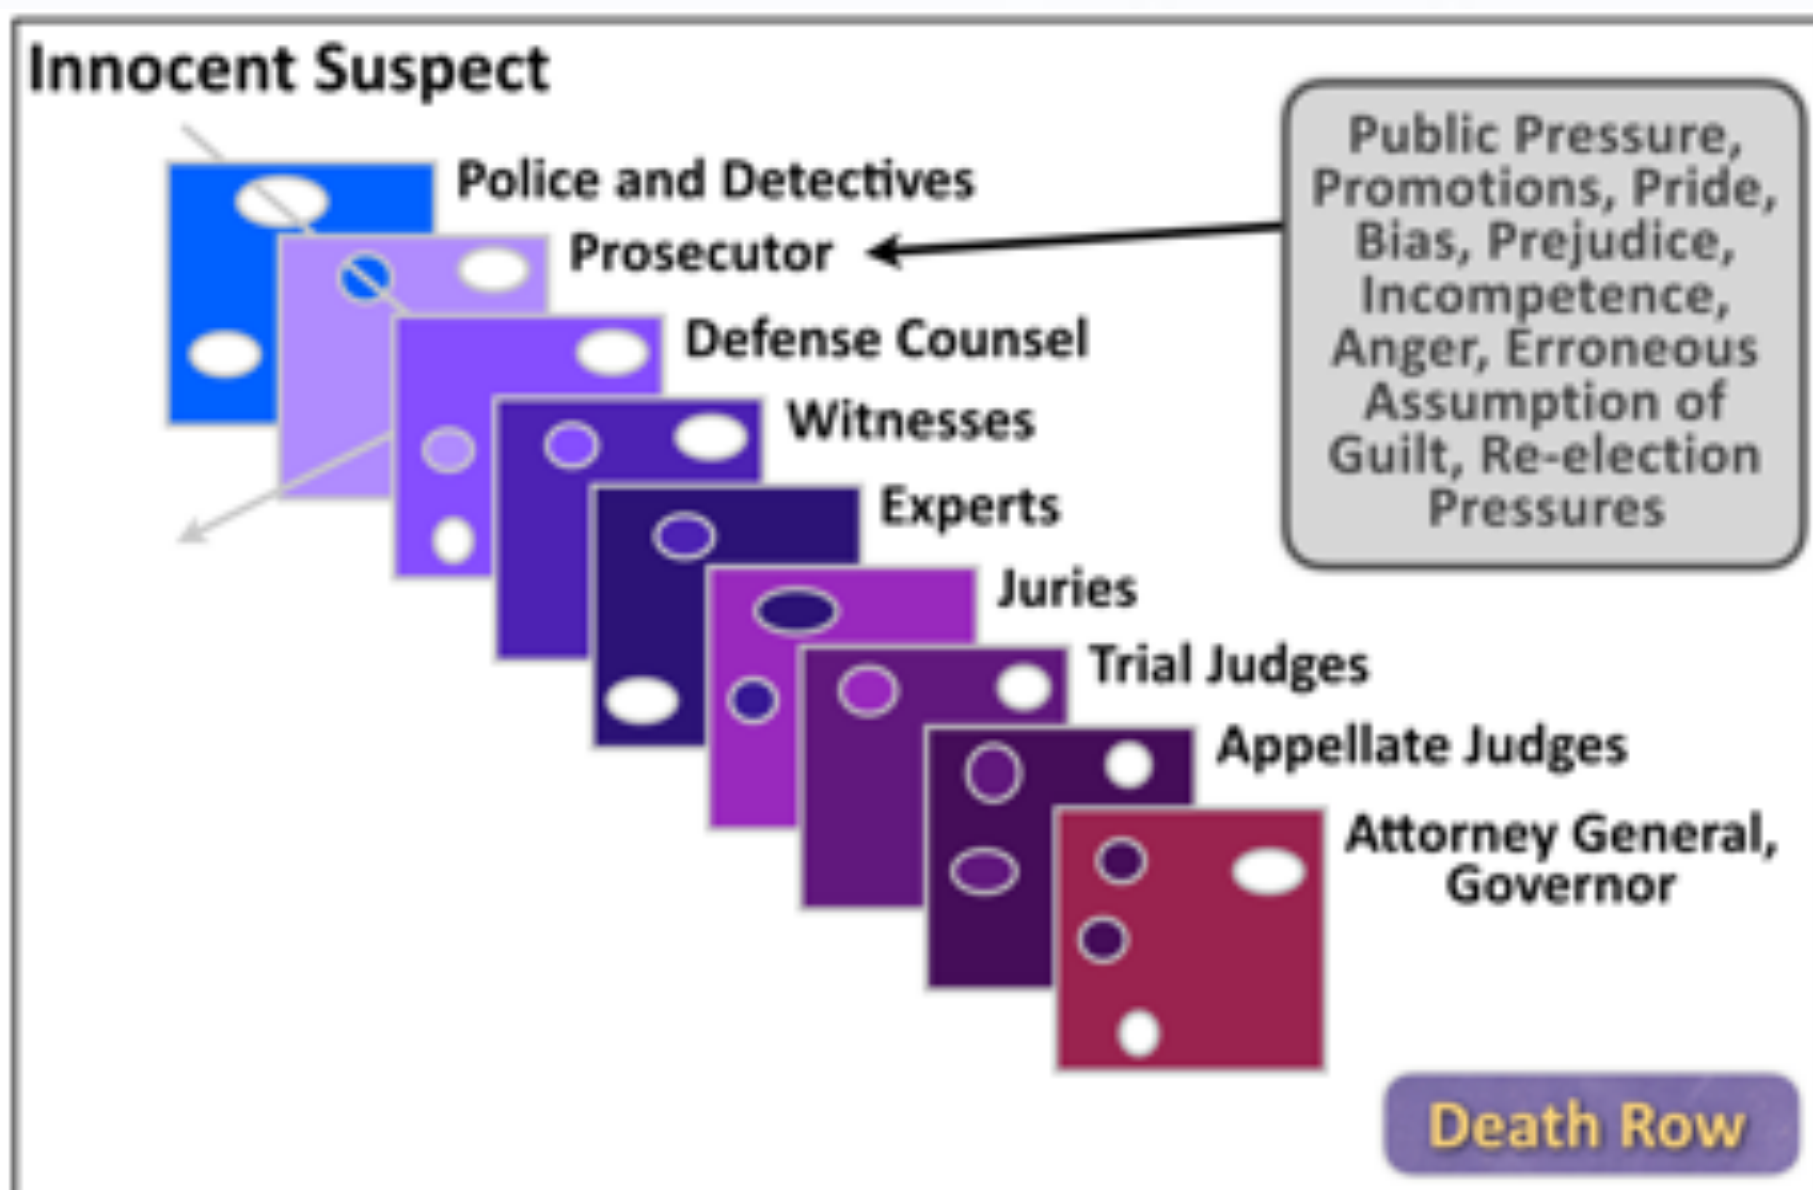 Innocent Suspect
Police and Detectives
Prosecutor
Defense Counsel
Witnesses
Experts
Juries
Trial Judges
Appellate Judges
Attorney General,
Governor
Public Pressure,
Promotions, Pride,
Bias, Prejudice,
Incompetence,
Anger, Erroneous
Assumption of
Guilt, Re-election
Pressures
Death Row